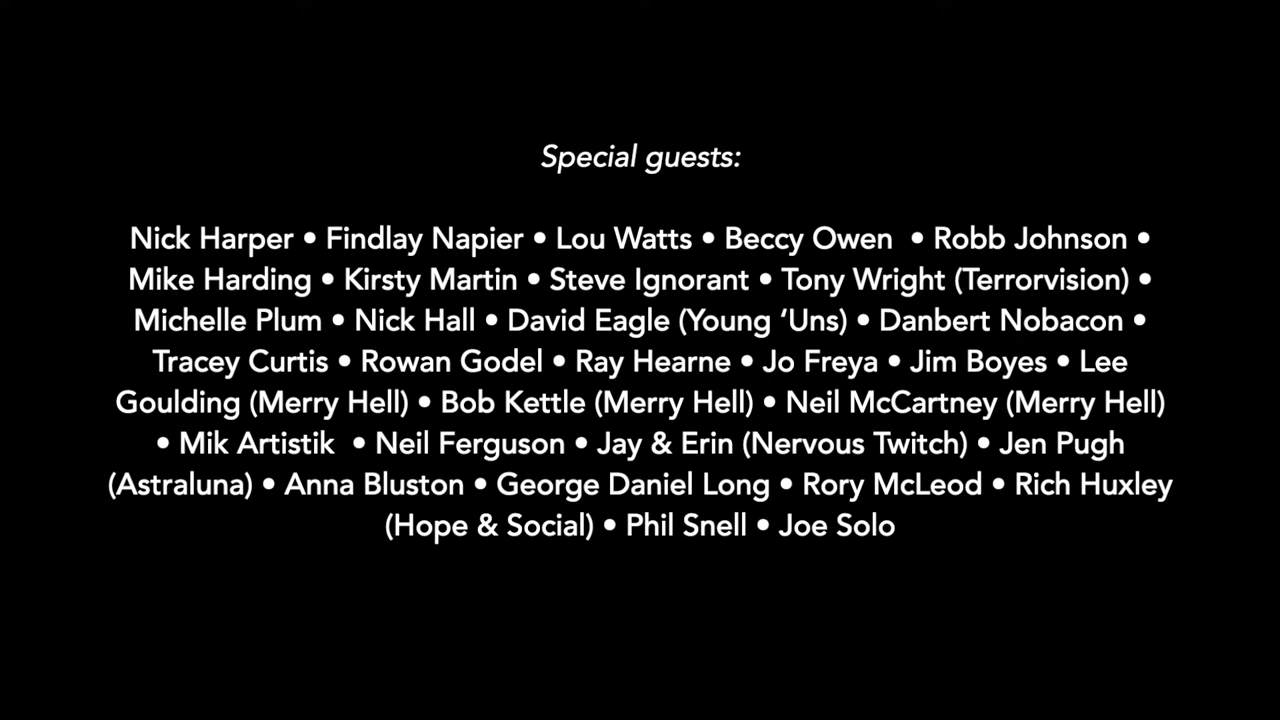 Special guests:
Nick Harper • Findlay Napier • Lou Watts • Beccy Owen • Robb Johnson •
Mike Harding • Kirsty Martin • Steve Ignorant • Tony Wright (Terrorvision) •
Michelle Plum • Nick Hall • David Eagle (Young ‘Uns) • Danbert Nobacon •
Tracey Curtis • Rowan Godel • Ray Hearne • Jo Freya • Jim Boyes • Lee
Goulding (Merry Hell) • Bob Kettle (Merry Hell) • Neil McCartney (Merry Hell)
• Mik Artistik • Neil Ferguson • Jay & Erin (Nervous Twitch) • Jen Pugh
(Astraluna) • Anna Bluston • George Daniel Long • Rory McLeod • Rich Huxley
(Hope & Social) • Phil Snell • Joe Solo